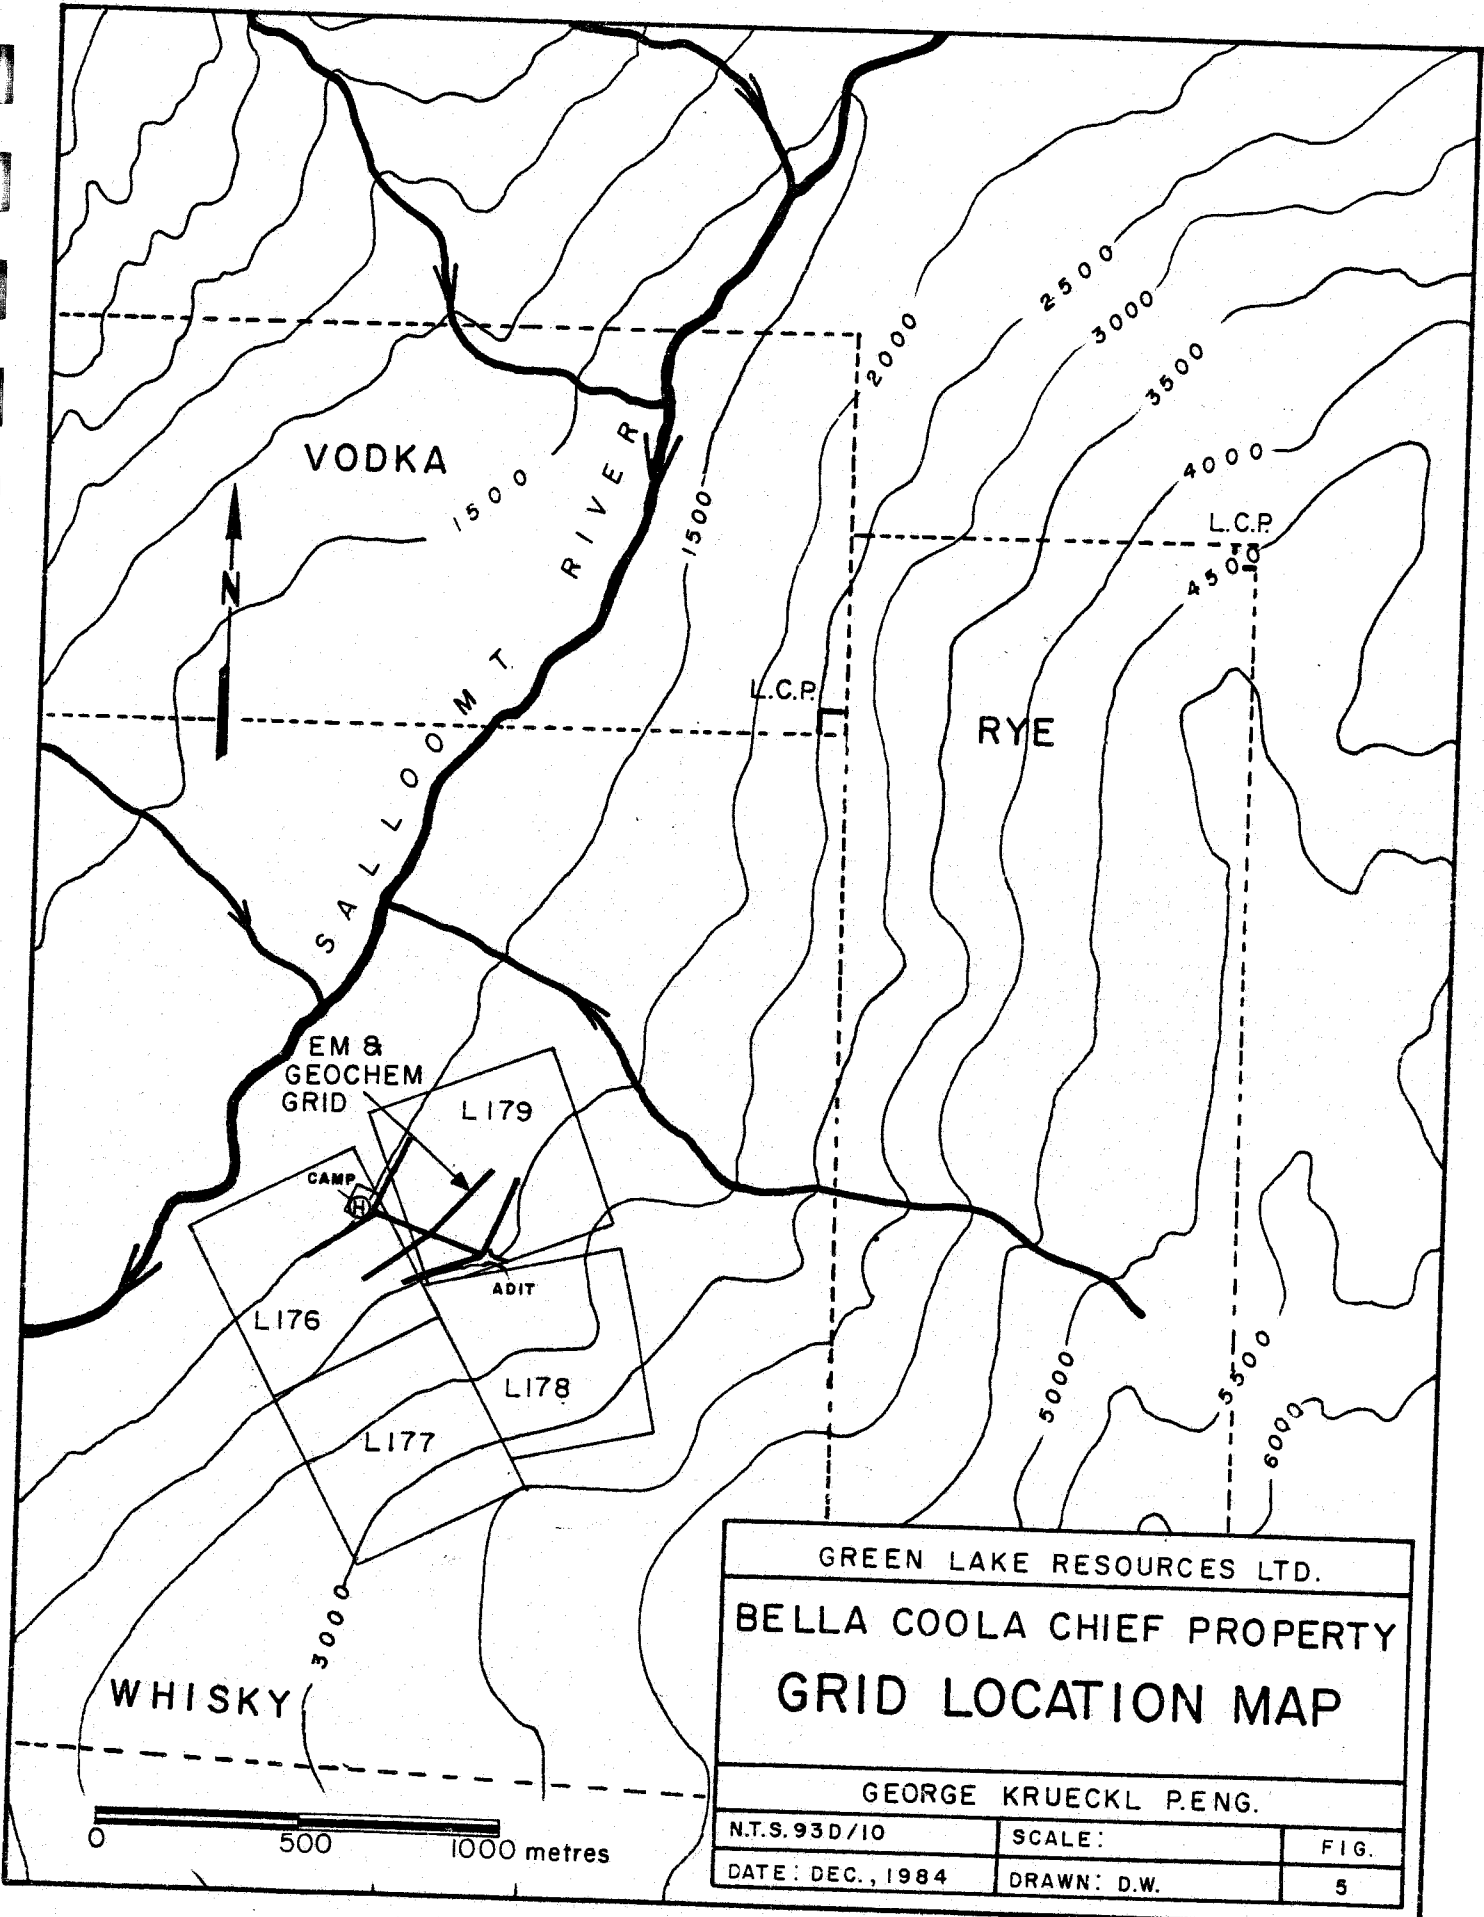 2500
3000
2000
3500
RIVER
VODKA
4000
1500
1500
L.C.P.
4500
N
SALLOOMT
L.C.P.
RYE
EM &
GEOCHEM
GRID
L179
CAMP
H
ADIT
L176
L178
L177
5000
5500
6000
3000
WHISKY
0 500 1000 metres
GREEN LAKE RESOURCES LTD.
BELLA COOLA CHIEF PROPERTY
GRID LOCATION MAP
GEORGE KRUECKL P.ENG.
N.T.S. 93D/10
SCALE:
FIG.
DATE: DEC., 1984
DRAWN: D.W.
5